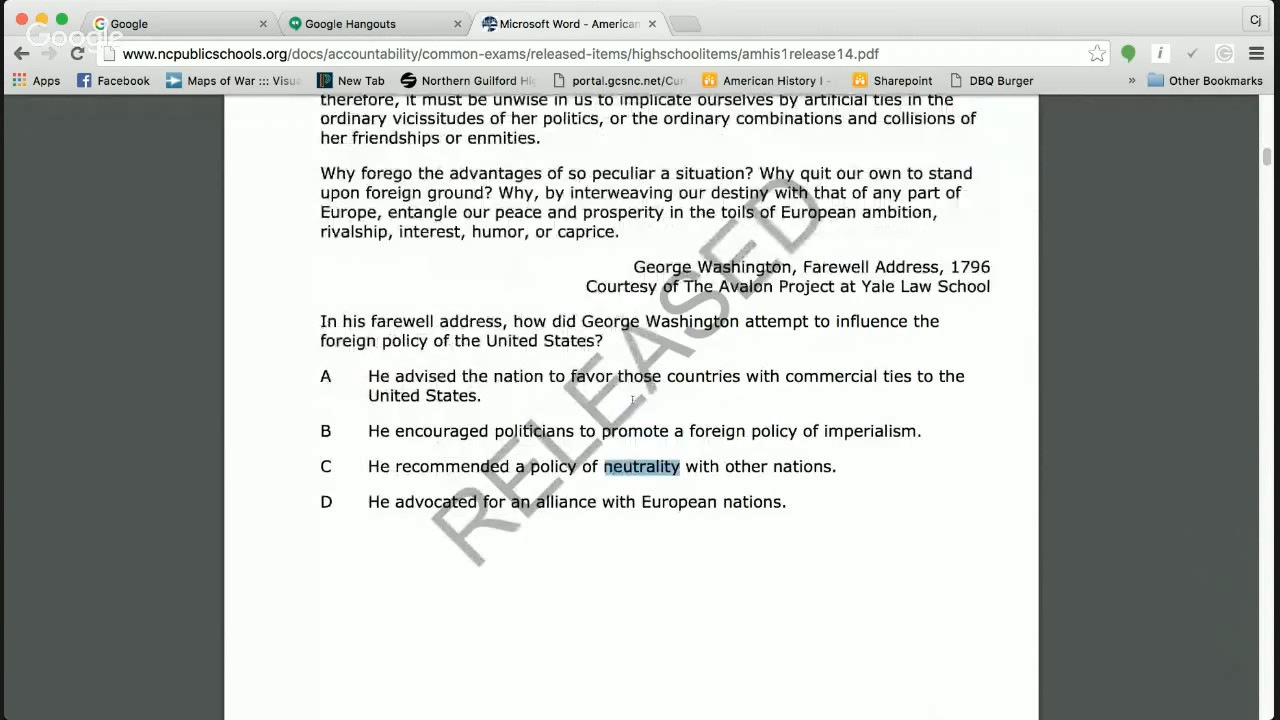 Google
Google Hangouts
Microsoft Word - American
Cj
Google
www.ncpublicschools.org/docs/accountability/common-exams/released-items/highschoolitems/amhis1release14.pdf
Apps Facebook Maps of War ::: Visua New Tab Northern Guilford Hi portal.gcsnc.net/Cur American History I - Sharepoint DBQ Burger » Other Bookmarks
therefore, it must be unwise in us to implicate ourselves by artificial ties in the
ordinary vicissitudes of her politics, or the ordinary combinations and collisions of
her friendships or enmities.
Why forego the advantages of so peculiar a situation? Why quit our own to stand
upon foreign ground? Why, by interweaving our destiny with that of any part of
Europe, entangle our peace and prosperity in the toils of European ambition,
rivalship, interest, humor, or caprice.
George Washington, Farewell Address, 1796
Courtesy of The Avalon Project at Yale Law School
In his farewell address, how did George Washington attempt to influence the
foreign policy of the United States?
A He advised the nation to favor those countries with commercial ties to the
United States.
B He encouraged politicians to promote a foreign policy of imperialism.
C He recommended a policy of neutrality with other nations.
D He advocated for an alliance with European nations.
RELEASED